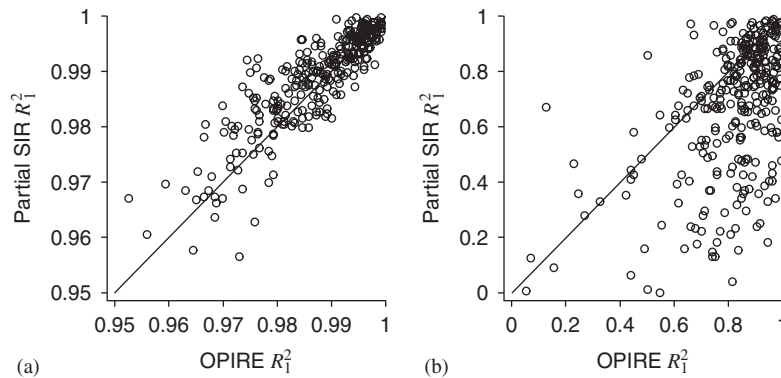 1
0.99
0.98
0.97
0.96
0.95
Partial SIR R₁²
0.95 0.96 0.97 0.98 0.99 1
OPIRE R₁²
(a)
1
0.8
0.6
0.4
0.2
0
Partial SIR R₁²
0 0.2 0.4 0.6 0.8 1
OPIRE R₁²
(b)